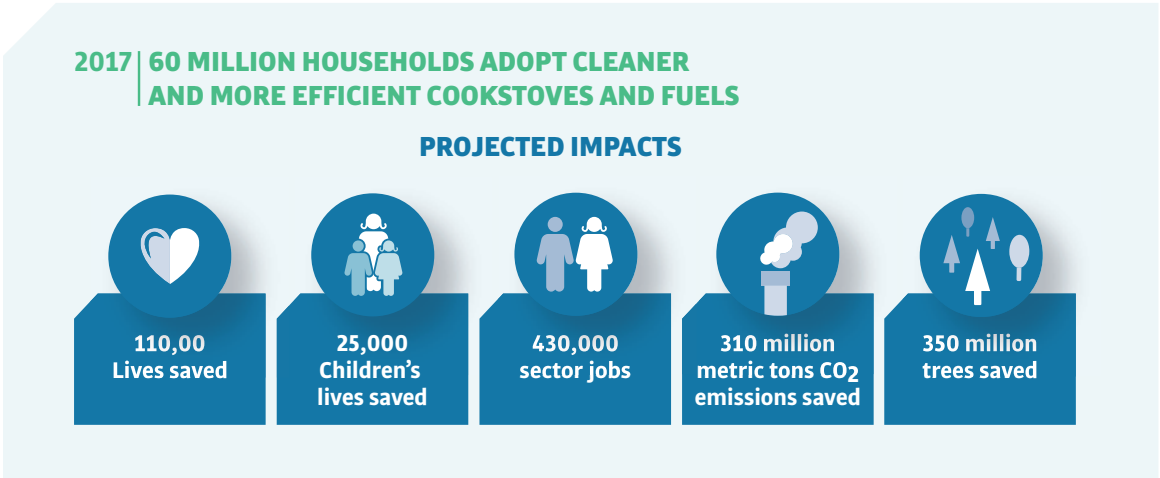 2017 60 MILLION HOUSEHOLDS ADOPT CLEANER
AND MORE EFFICIENT COOKSTOVES AND FUELS
PROJECTED IMPACTS
110,00
Lives saved
25,000
Children's
lives saved
430,000
sector jobs
310 million
metric tons CO2
emissions saved
350 million
trees saved